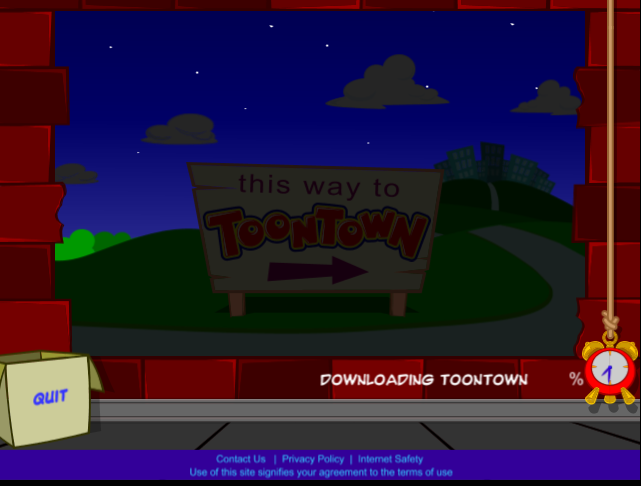 this way to
TOONTOWN
QUIT
DOWNLOADING TOONTOWN %
Contact Us | Privacy Policy | Internet Safety
Use of this site signifies your agreement to the terms of use